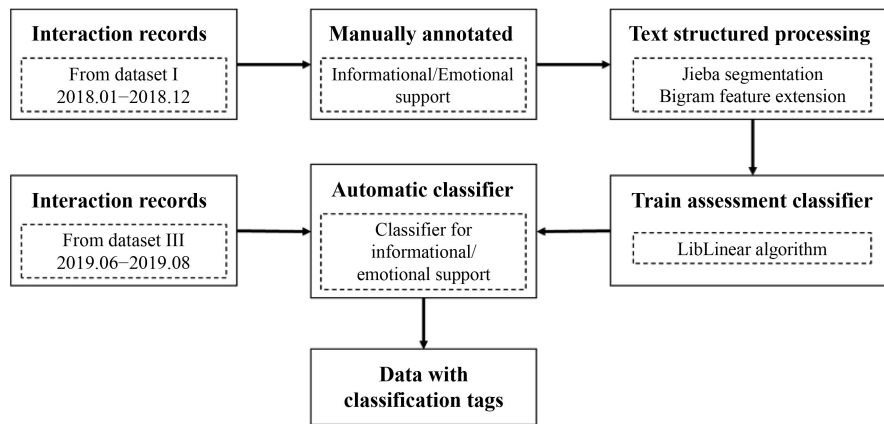 Interaction records
From dataset I
2018.01−2018.12
Manually annotated
Informational/Emotional
support
Text structured processing
Jieba segmentation
Bigram feature extension
Interaction records
From dataset III
2019.06−2019.08
Automatic classifier
Classifier for
informational/
emotional support
Train assessment classifier
LibLinear algorithm
Data with
classification tags